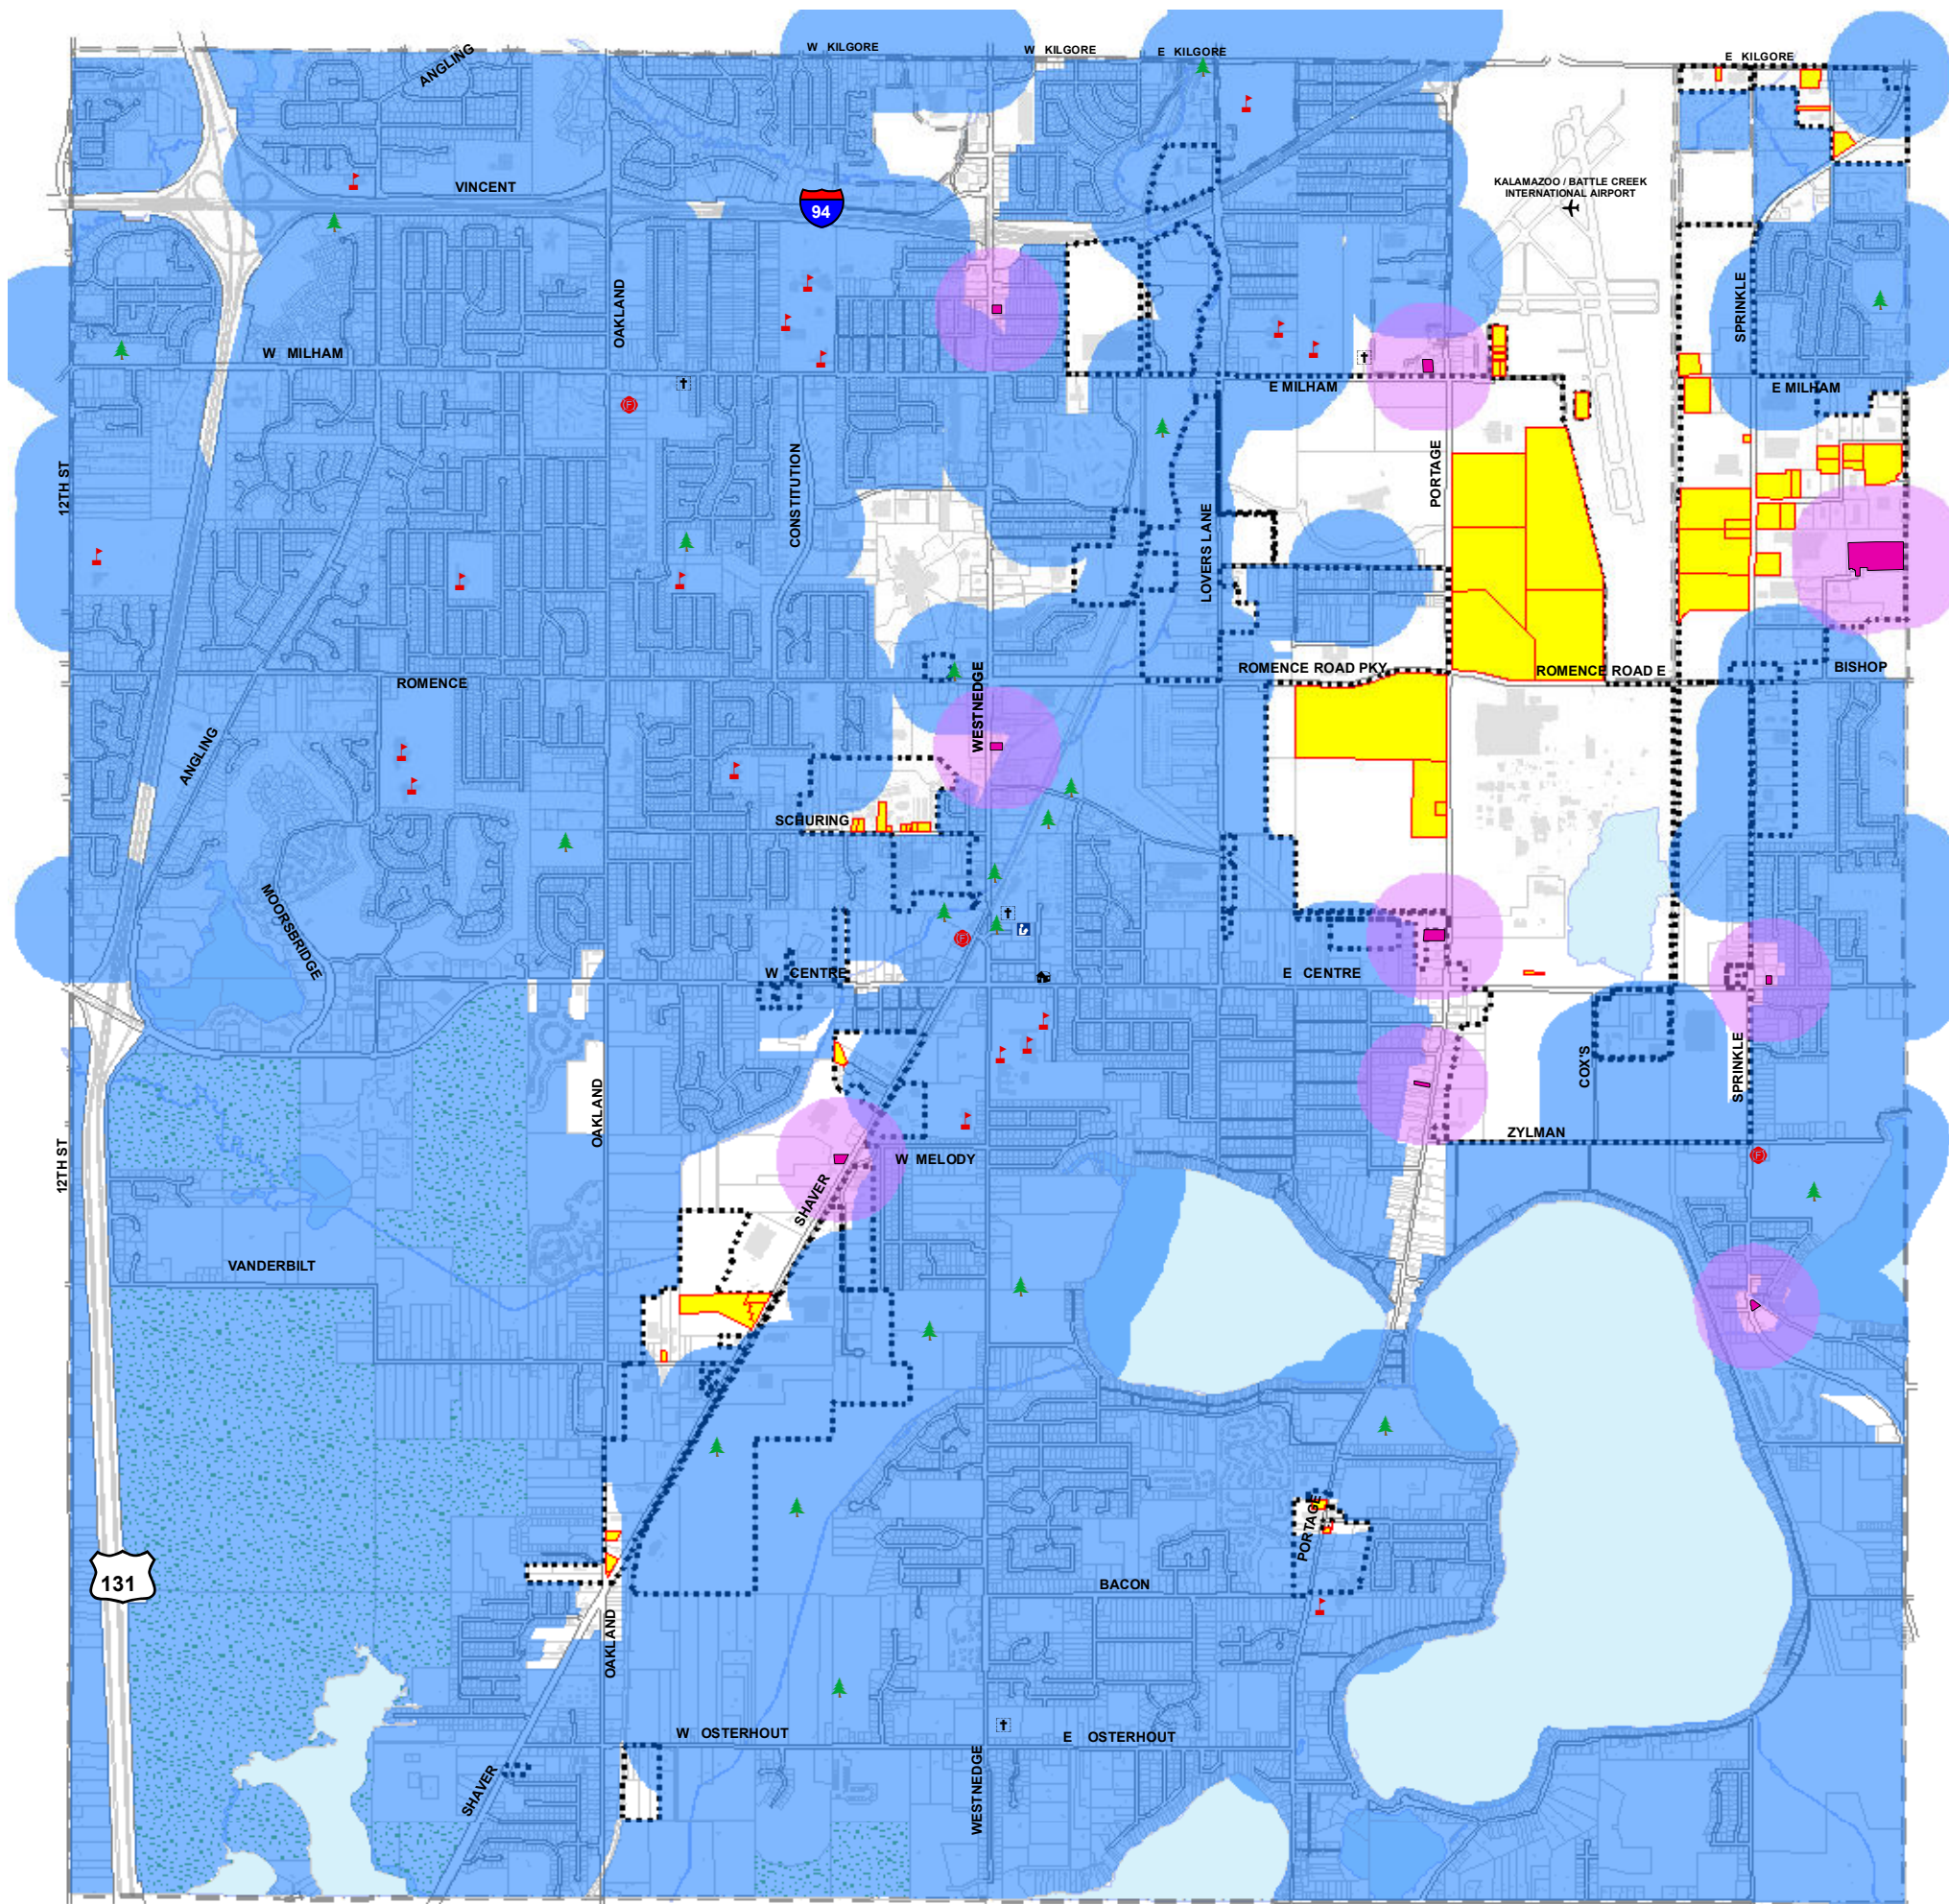 W KILGORE
W KILGORE
E KILGORE
E KILGORE
ANGLING
VINCENT
94
KALAMAZOO / BATTLE CREEK
INTERNATIONAL AIRPORT
OAKLAND
SPRINKLE
W MILHAM
E MILHAM
E MILHAM
F
12TH ST
CONSTITUTION
PORTAGE
LOVERS LANE
ROMENCE
WESTNEDGE
ROMENCE ROAD PKY
ROMENCE ROAD E
BISHOP
ANGLING
SCHURING
MOORSBRIDGE
F
W CENTRE
E CENTRE
OAKLAND
COX'S
SPRINKLE
12TH ST
ZYLMAN
F
W MELODY
SHAVER
VANDERBILT
PORTAGE
131
BACON
OAKLAND
W OSTERHOUT
E OSTERHOUT
SHAVER
WESTNEDGE